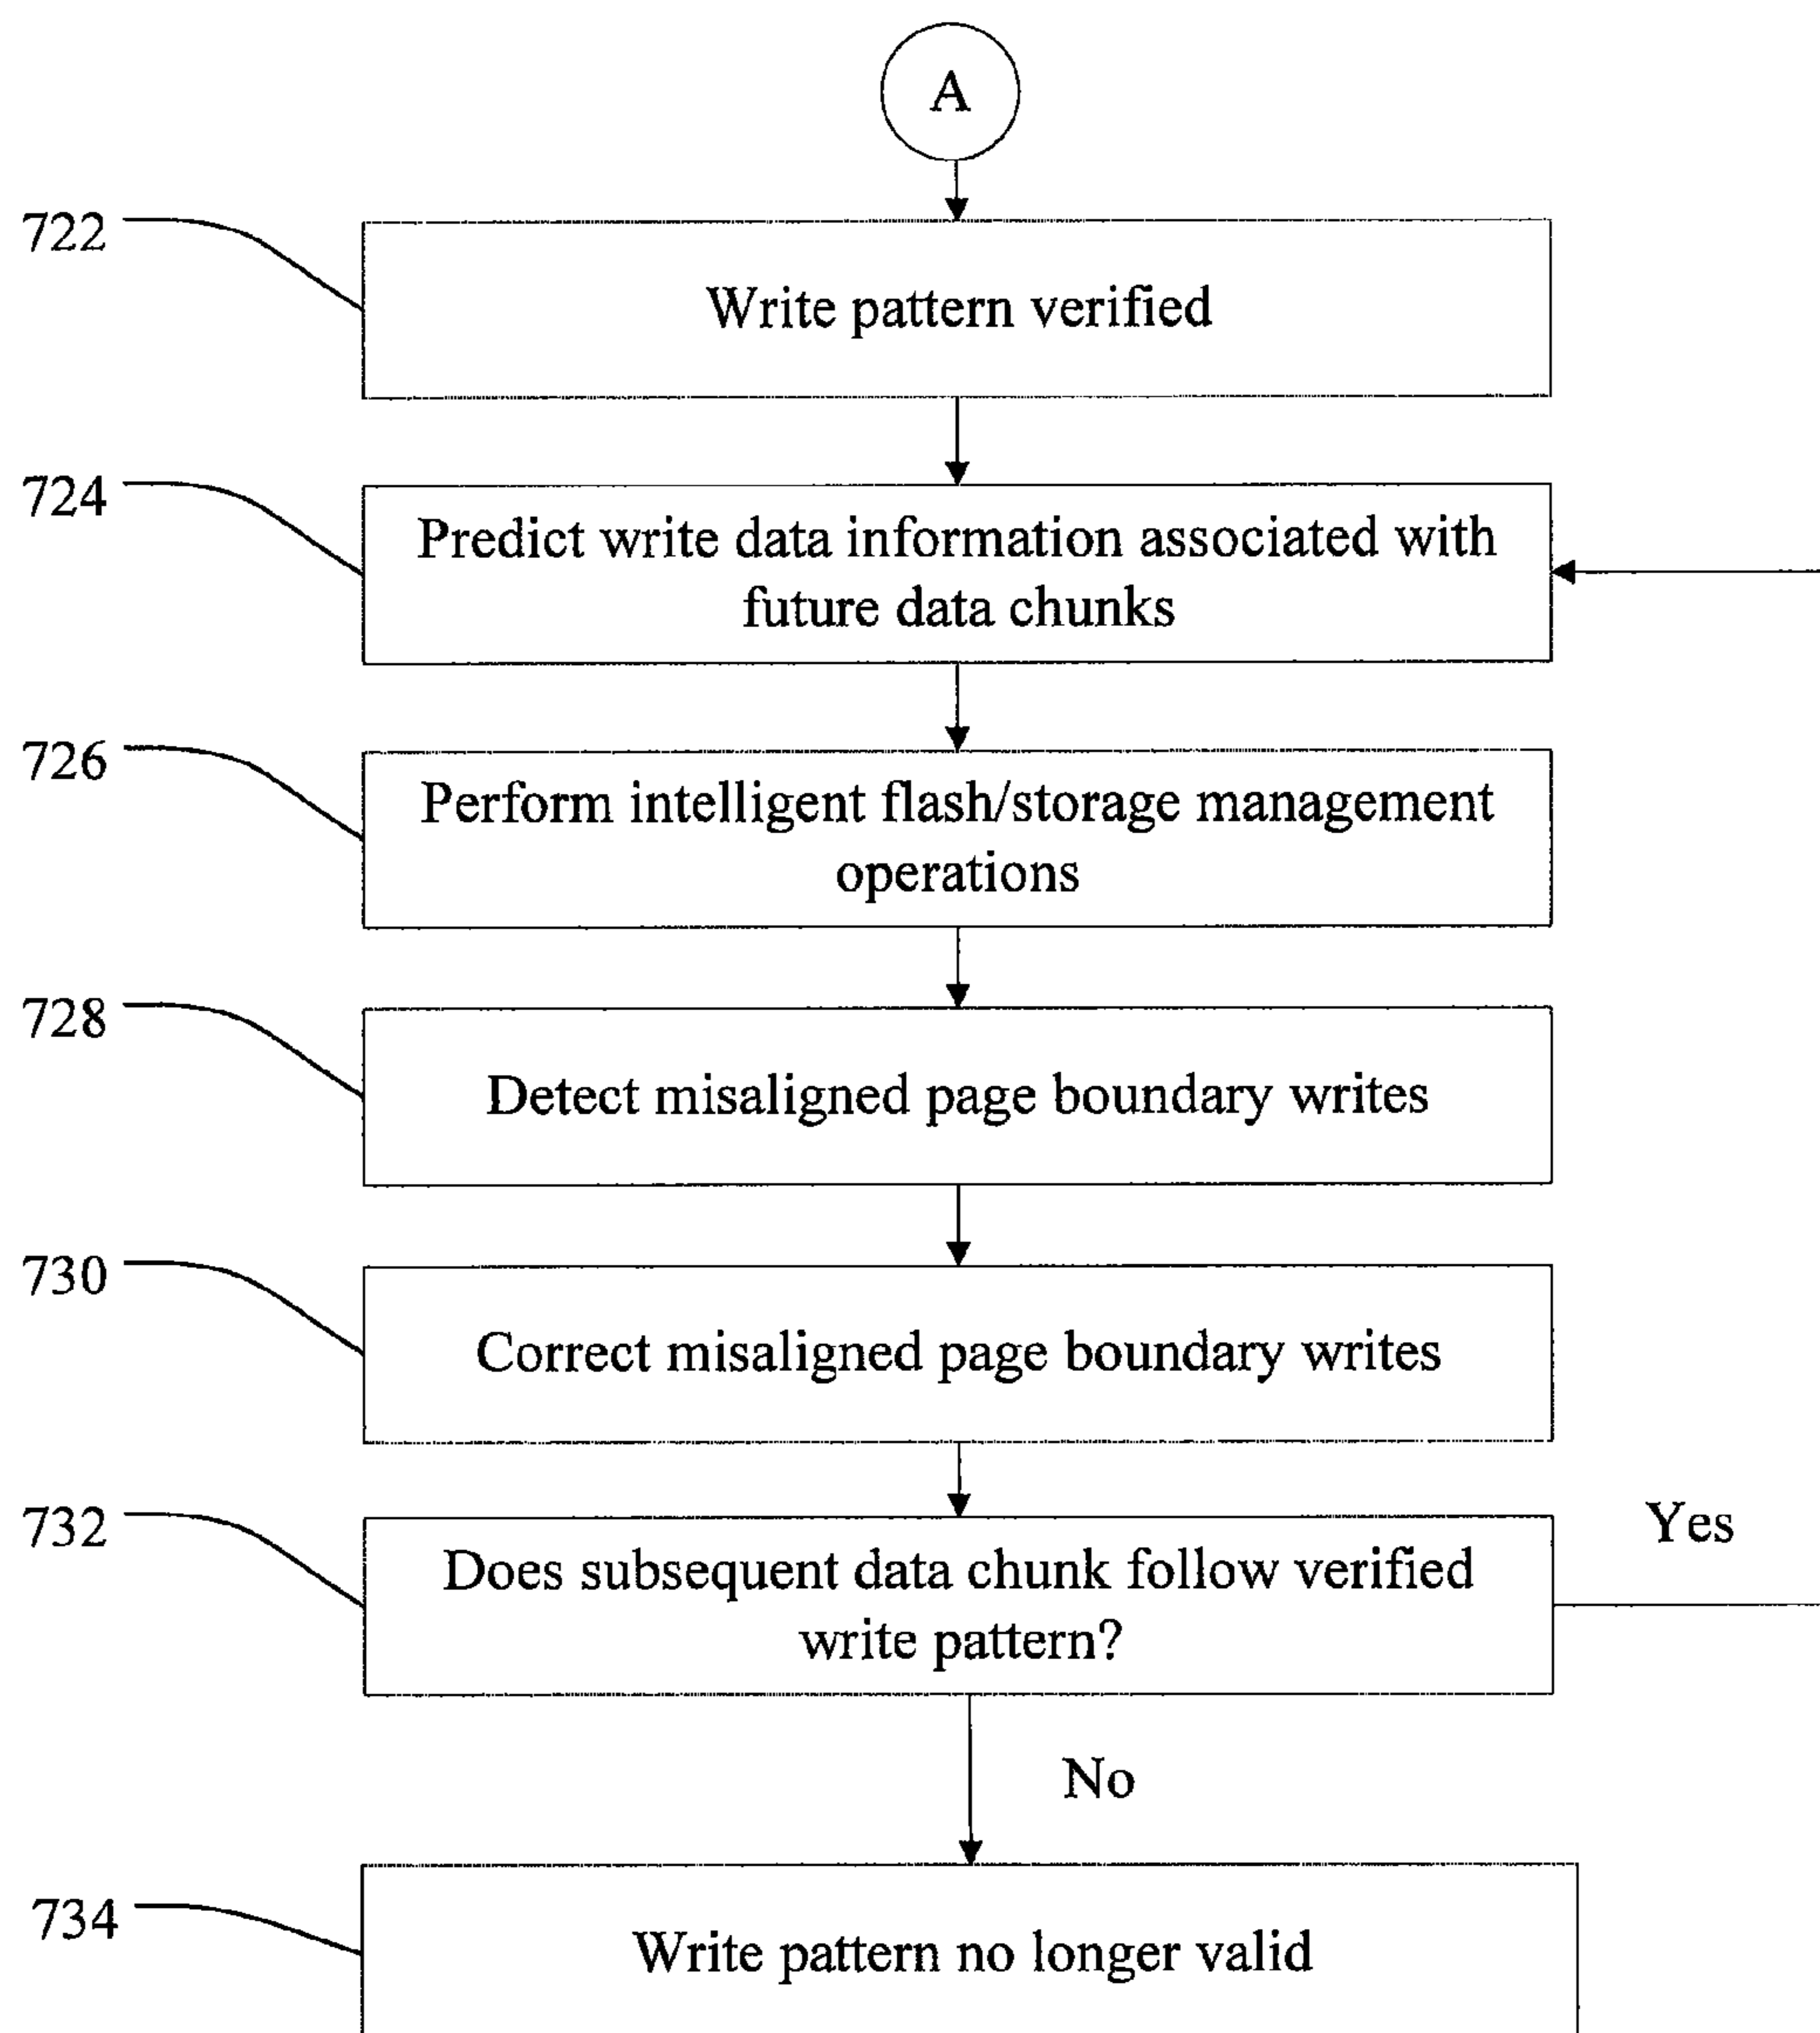 A
722
Write pattern verified
724
Predict write data information associated with
future data chunks
726
Perform intelligent flash/storage management
operations
728
Detect misaligned page boundary writes
730
Correct misaligned page boundary writes
732
Does subsequent data chunk follow verified
write pattern?
Yes
No
734
Write pattern no longer valid